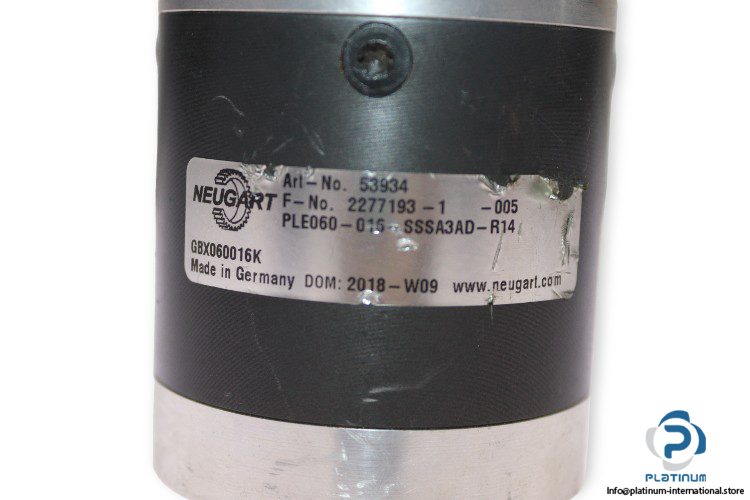 NEUGART
Art-No. 53934
F-No. 2277193-1 -005
PLE060-016-SSSA3AD-R14
GBX060016K
Made in Germany DOM: 2018-W09 www.neugart.com
PLATINUM
Info@platinum-international.store